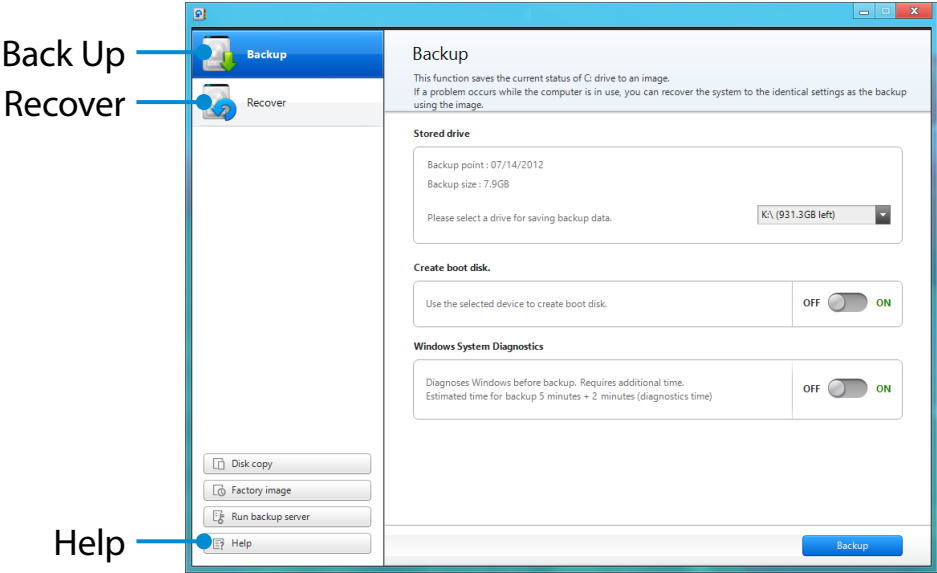 Back Up
Recover
Help
Backup
Recover
Disk copy
Factory image
Run backup server
Help
Backup
This function saves the current status of C: drive to an image.
If a problem occurs while the computer is in use, you can recover the system to the identical settings as the backup
using the image.
Stored drive
Backup point : 07/14/2012
Backup size : 7.9GB
Please select a drive for saving backup data.
K:\ (931.3GB left)
Create boot disk.
Use the selected device to create boot disk.
OFF ON
Windows System Diagnostics
Diagnoses Windows before backup. Requires additional time.
Estimated time for backup 5 minutes + 2 minutes (diagnostics time)
OFF ON
Backup